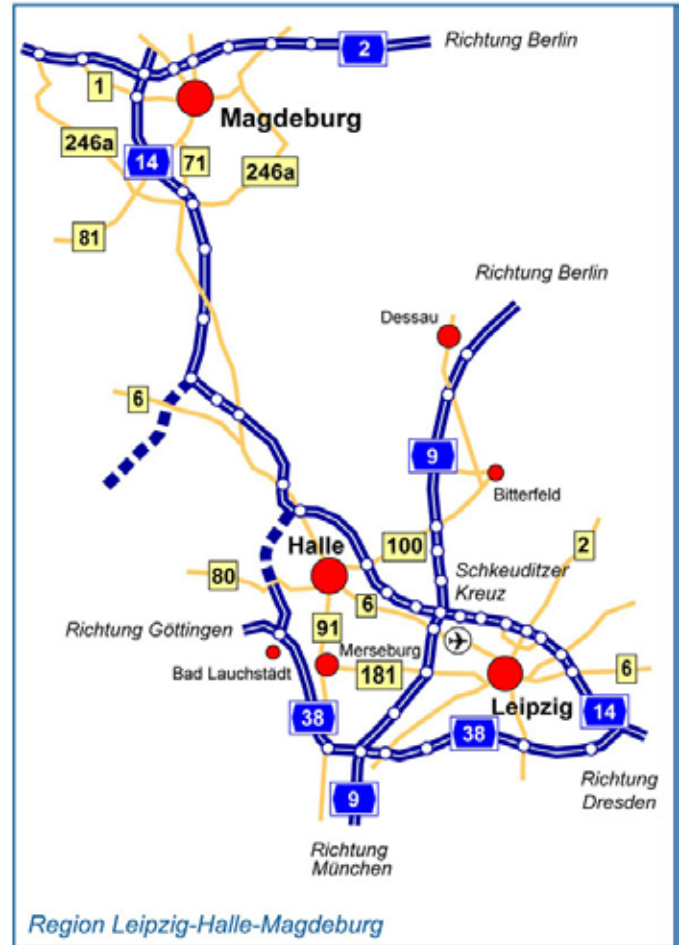 2
Richtung Berlin
1
Magdeburg
246a
14
71
246a
81
Richtung Berlin
Dessau
6
9
Bitterfeld
Halle
100
2
80
Schkeuditzer
Kreuz
6
91
Richtung Göttingen
Merseburg
Bad Lauchstädt
181
6
Leipzig
38
38
14
Richtung
Dresden
9
Richtung
München
Region Leipzig-Halle-Magdeburg